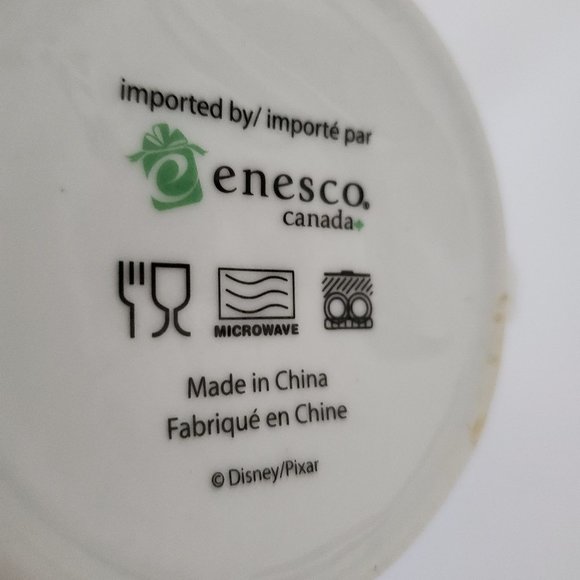 imported by/ importé par
enesco®
canada
MICROWAVE
Made in China
Fabriqué en Chine
© Disney/Pixar